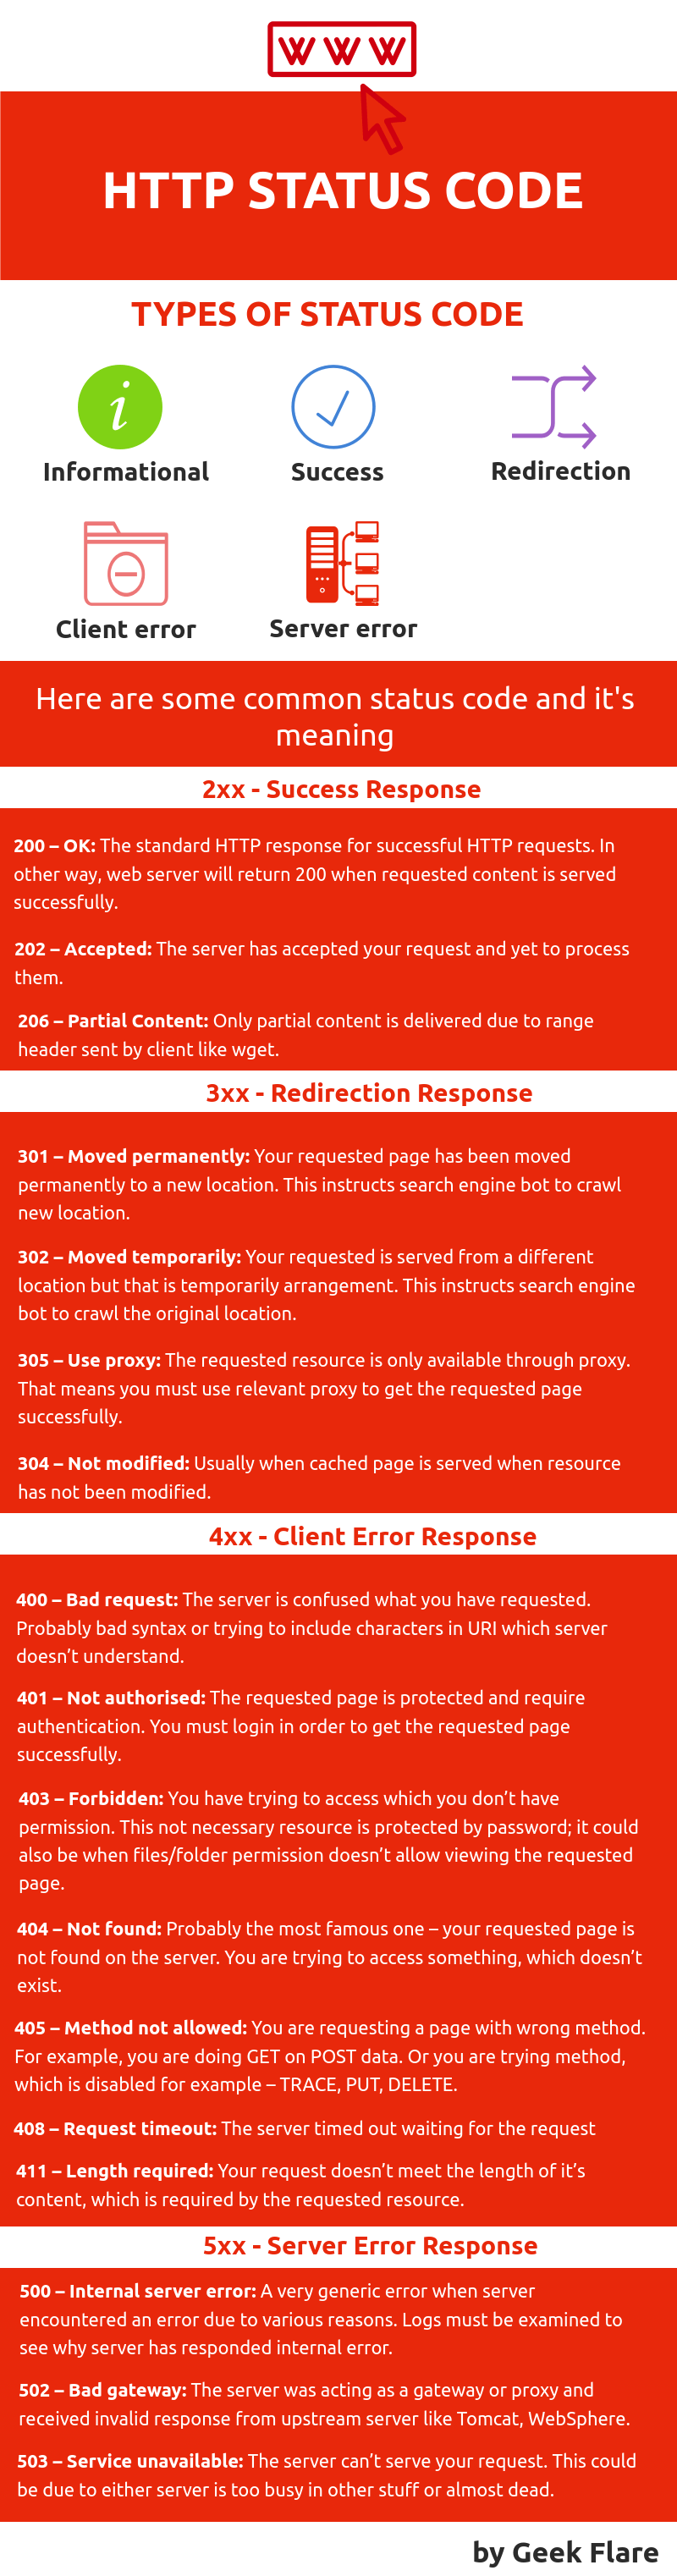 WWW
HTTP STATUS CODE
TYPES OF STATUS CODE
i
Informational
Success
Redirection
Client error
Server error
Here are some common status code and it's
meaning
2xx - Success Response
200 – OK: The standard HTTP response for successful HTTP requests. In
other way, web server will return 200 when requested content is served
successfully.
202 – Accepted: The server has accepted your request and yet to process
them.
206 – Partial Content: Only partial content is delivered due to range
header sent by client like wget.
3xx - Redirection Response
301 – Moved permanently: Your requested page has been moved
permanently to a new location. This instructs search engine bot to crawl
new location.
302 – Moved temporarily: Your requested is served from a different
location but that is temporarily arrangement. This instructs search engine
bot to crawl the original location.
305 – Use proxy: The requested resource is only available through proxy.
That means you must use relevant proxy to get the requested page
successfully.
304 – Not modified: Usually when cached page is served when resource
has not been modified.
4xx - Client Error Response
400 – Bad request: The server is confused what you have requested.
Probably bad syntax or trying to include characters in URI which server
doesn’t understand.
401 – Not authorised: The requested page is protected and require
authentication. You must login in order to get the requested page
successfully.
403 – Forbidden: You have trying to access which you don’t have
permission. This not necessary resource is protected by password; it could
also be when files/folder permission doesn’t allow viewing the requested
page.
404 – Not found: Probably the most famous one – your requested page is
not found on the server. You are trying to access something, which doesn’t
exist.
405 – Method not allowed: You are requesting a page with wrong method.
For example, you are doing GET on POST data. Or you are trying method,
which is disabled for example – TRACE, PUT, DELETE.
408 – Request timeout: The server timed out waiting for the request
411 – Length required: Your request doesn’t meet the length of it’s
content, which is required by the requested resource.
5xx - Server Error Response
500 – Internal server error: A very generic error when server
encountered an error due to various reasons. Logs must be examined to
see why server has responded internal error.
502 – Bad gateway: The server was acting as a gateway or proxy and
received invalid response from upstream server like Tomcat, WebSphere.
503 – Service unavailable: The server can’t serve your request. This could
be due to either server is too busy in other stuff or almost dead.
by Geek Flare